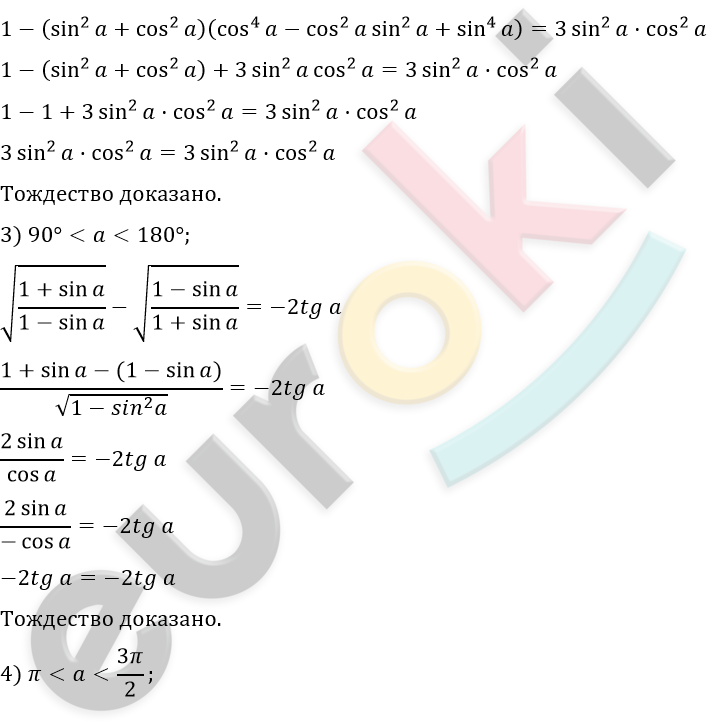 1 − (sin² a + cos² a)(cos⁴ a − cos² a sin² a + sin⁴ a) = 3 sin² a · cos² a
1 − (sin² a + cos² a) + 3 sin² a cos² a = 3 sin² a · cos² a
1 − 1 + 3 sin² a · cos² a = 3 sin² a · cos² a
3 sin² a · cos² a = 3 sin² a · cos² a
Тождество доказано.
3) 90° < a < 180°;
√((1 + sin a)/(1 − sin a)) − √((1 − sin a)/(1 + sin a)) = −2tg a
(1 + sin a − (1 − sin a))/√(1 − sin²a) = −2tg a
(2 sin a)/(cos a) = −2tg a
(2 sin a)/(− cos a) = −2tg a
−2tg a = −2tg a
Тождество доказано.
4) π < a < 3π/2;
euroki